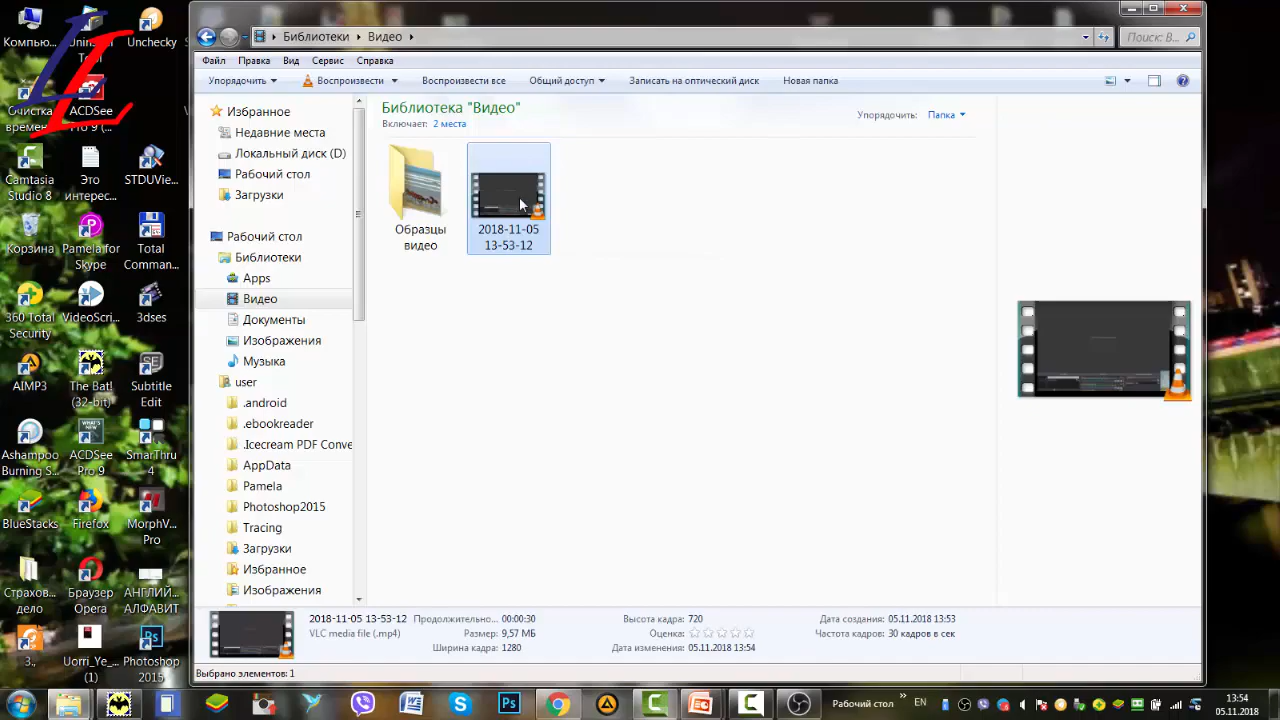 Компью...
Uninstall Tool
Unchecky
Очистка времен...
ACDSee Pro 9 (...
Camtasia Studio 8
Это интерес...
STDUVie...
Корзина
Pamela for Skype
Total Comman...
360 Total Security
VideoScri...
3dses
AIMP3
The Bat! (32-bit)
Subtitle Edit
Ashampoo Burning S...
ACDSee Pro 9
SmarThru 4
BlueStacks
Firefox
MorphV... Pro
Страхов... дело
Браузер Opera
АНГЛИЙ... АЛФАВИТ
3.,
Uorri_Ye_... (1)
Photoshop 2015
Библиотеки
Видео
Поиск: В...
Файл Правка Вид Сервис Справка
Упорядочить Воспроизвести Воспроизвести все Общий доступ Записать на оптический диск Новая папка
Избранное
Недавние места
Локальный диск (D)
Рабочий стол
Загрузки
Рабочий стол
Библиотеки
Apps
Видео
Документы
Изображения
Музыка
user
.android
.ebookreader
.Icecream PDF Conve
AppData
Pamela
Photoshop2015
Tracing
Загрузки
Избранное
Изображения
Библиотека "Видео"
Включает: 2 места
Упорядочить: Папка
Образцы видео
2018-11-05 13-53-12
2018-11-05 13-53-12 Продолжительно... 00:00:30 Высота кадра: 720 Дата создания: 05.11.2018 13:53
VLC media file (.mp4) Размер: 9,57 МБ Оценка: Частота кадров: 30 кадров в сек
Ширина кадра: 1280 Дата изменения: 05.11.2018 13:54
Выбрано элементов: 1
Рабочий стол
EN
13:54
05.11.2018